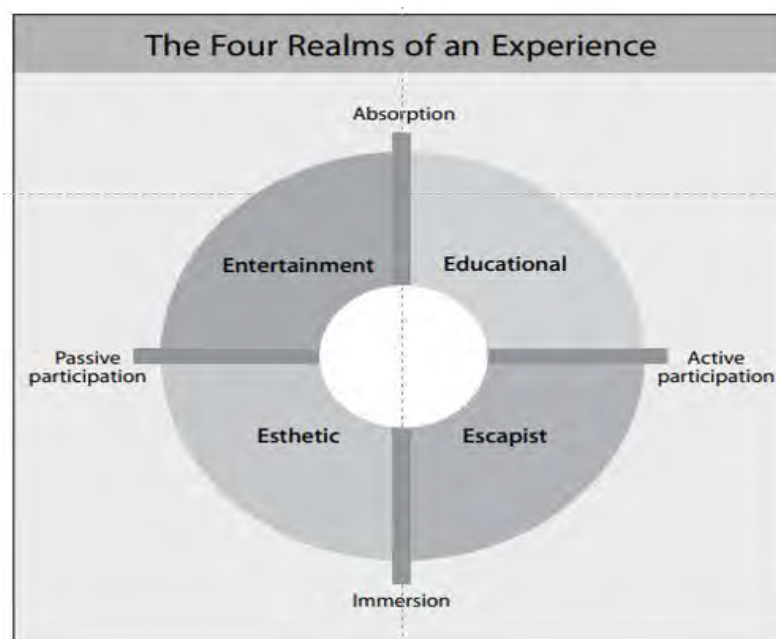 The Four Realms of an Experience
Absorption
Entertainment
Educational
Passive
participation
Active
participation
Esthetic
Escapist
Immersion